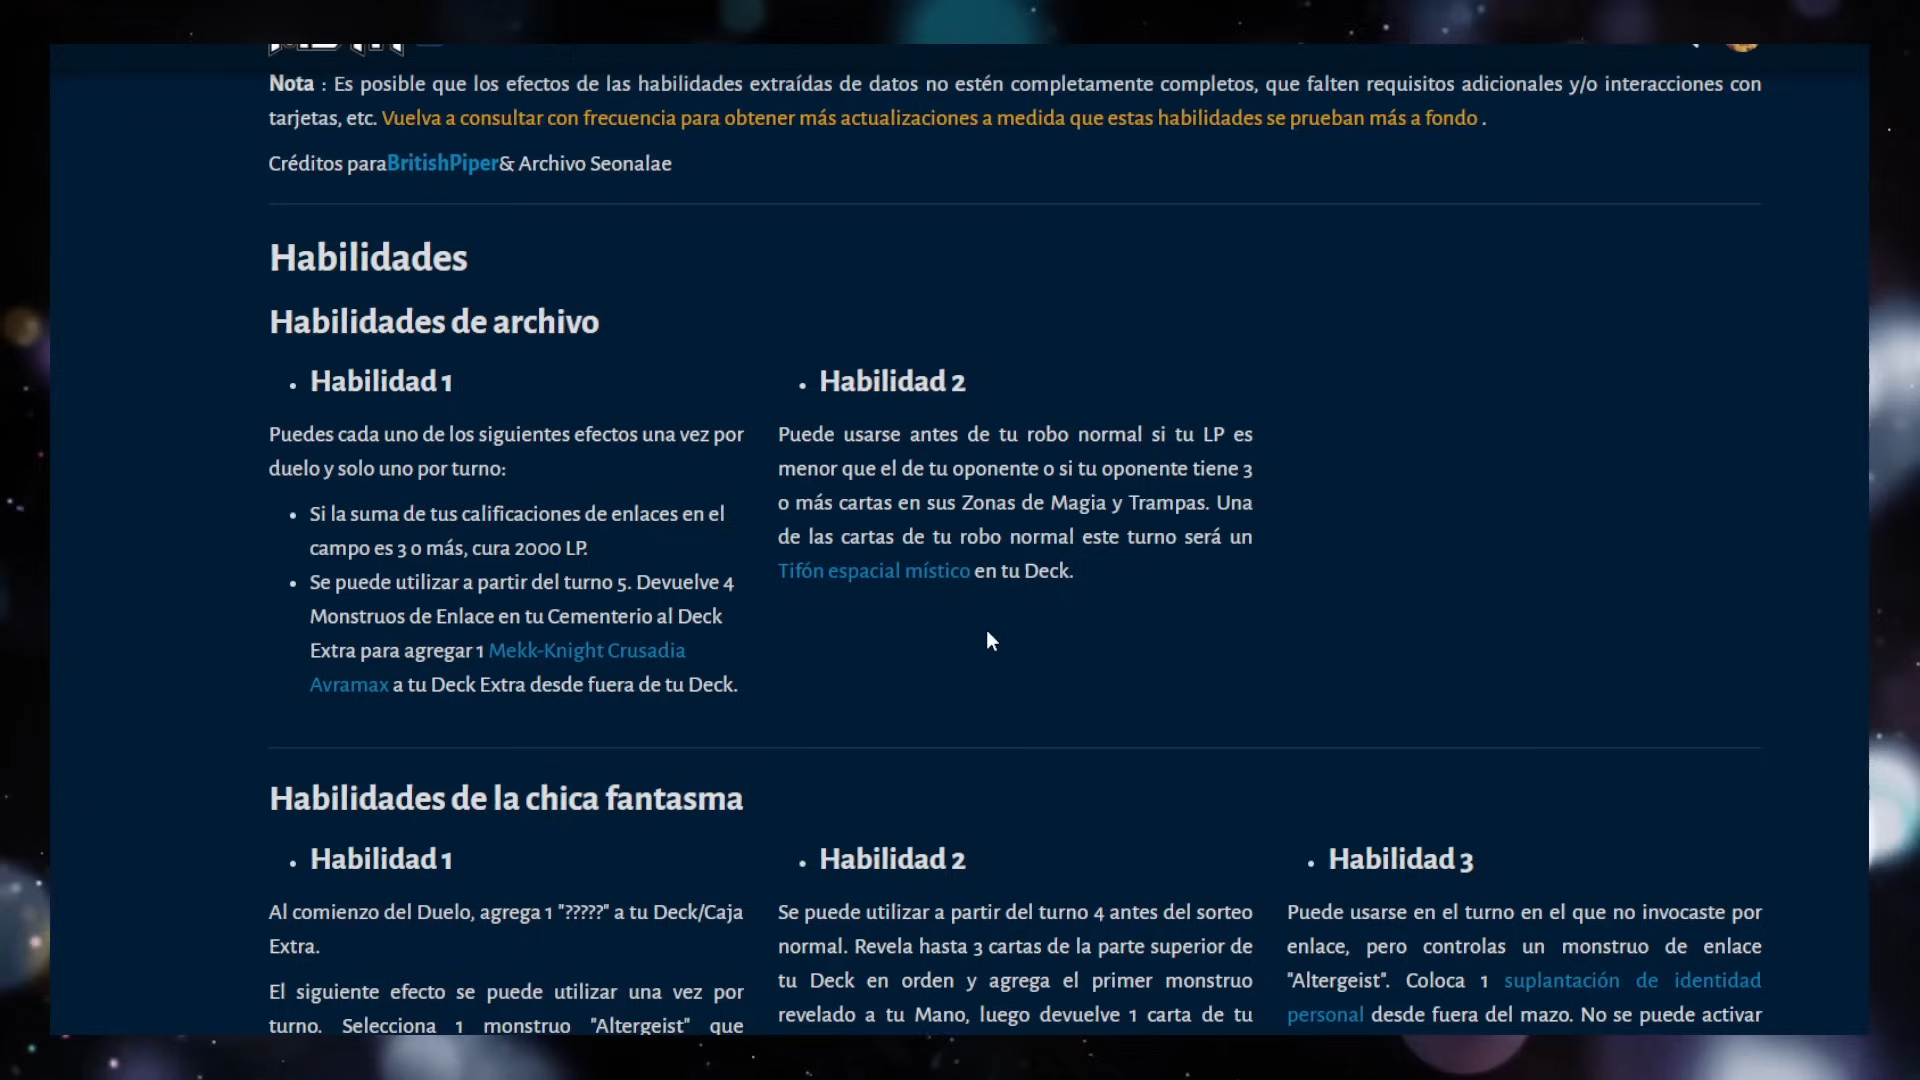 Nota : Es posible que los efectos de las habilidades extraídas de datos no estén completamente completos, que falten requisitos adicionales y/o interacciones con
tarjetas, etc. Vuelva a consultar con frecuencia para obtener más actualizaciones a medida que estas habilidades se prueban más a fondo .
Créditos paraBritishPiper& Archivo Seonalae
Habilidades
Habilidades de archivo
• Habilidad 1
Puedes cada uno de los siguientes efectos una vez por
duelo y solo uno por turno:
• Si la suma de tus calificaciones de enlaces en el
campo es 3 o más, cura 2000 LP.
• Se puede utilizar a partir del turno 5. Devuelve 4
Monstruos de Enlace en tu Cementerio al Deck
Extra para agregar 1 Mekk-Knight Crusadia
Avramax a tu Deck Extra desde fuera de tu Deck.
• Habilidad 2
Puede usarse antes de tu robo normal si tu LP es
menor que el de tu oponente o si tu oponente tiene 3
o más cartas en sus Zonas de Magia y Trampas. Una
de las cartas de tu robo normal este turno será un
Tifón espacial místico en tu Deck.
Habilidades de la chica fantasma
• Habilidad 1
Al comienzo del Duelo, agrega 1 "?????" a tu Deck/Caja
Extra.
El siguiente efecto se puede utilizar una vez por
turno. Selecciona 1 monstruo "Altergeist" que
• Habilidad 2
Se puede utilizar a partir del turno 4 antes del sorteo
normal. Revela hasta 3 cartas de la parte superior de
tu Deck en orden y agrega el primer monstruo
revelado a tu Mano, luego devuelve 1 carta de tu
• Habilidad 3
Puede usarse en el turno en el que no invocaste por
enlace, pero controlas un monstruo de enlace
"Altergeist". Coloca 1 suplantación de identidad
personal desde fuera del mazo. No se puede activar